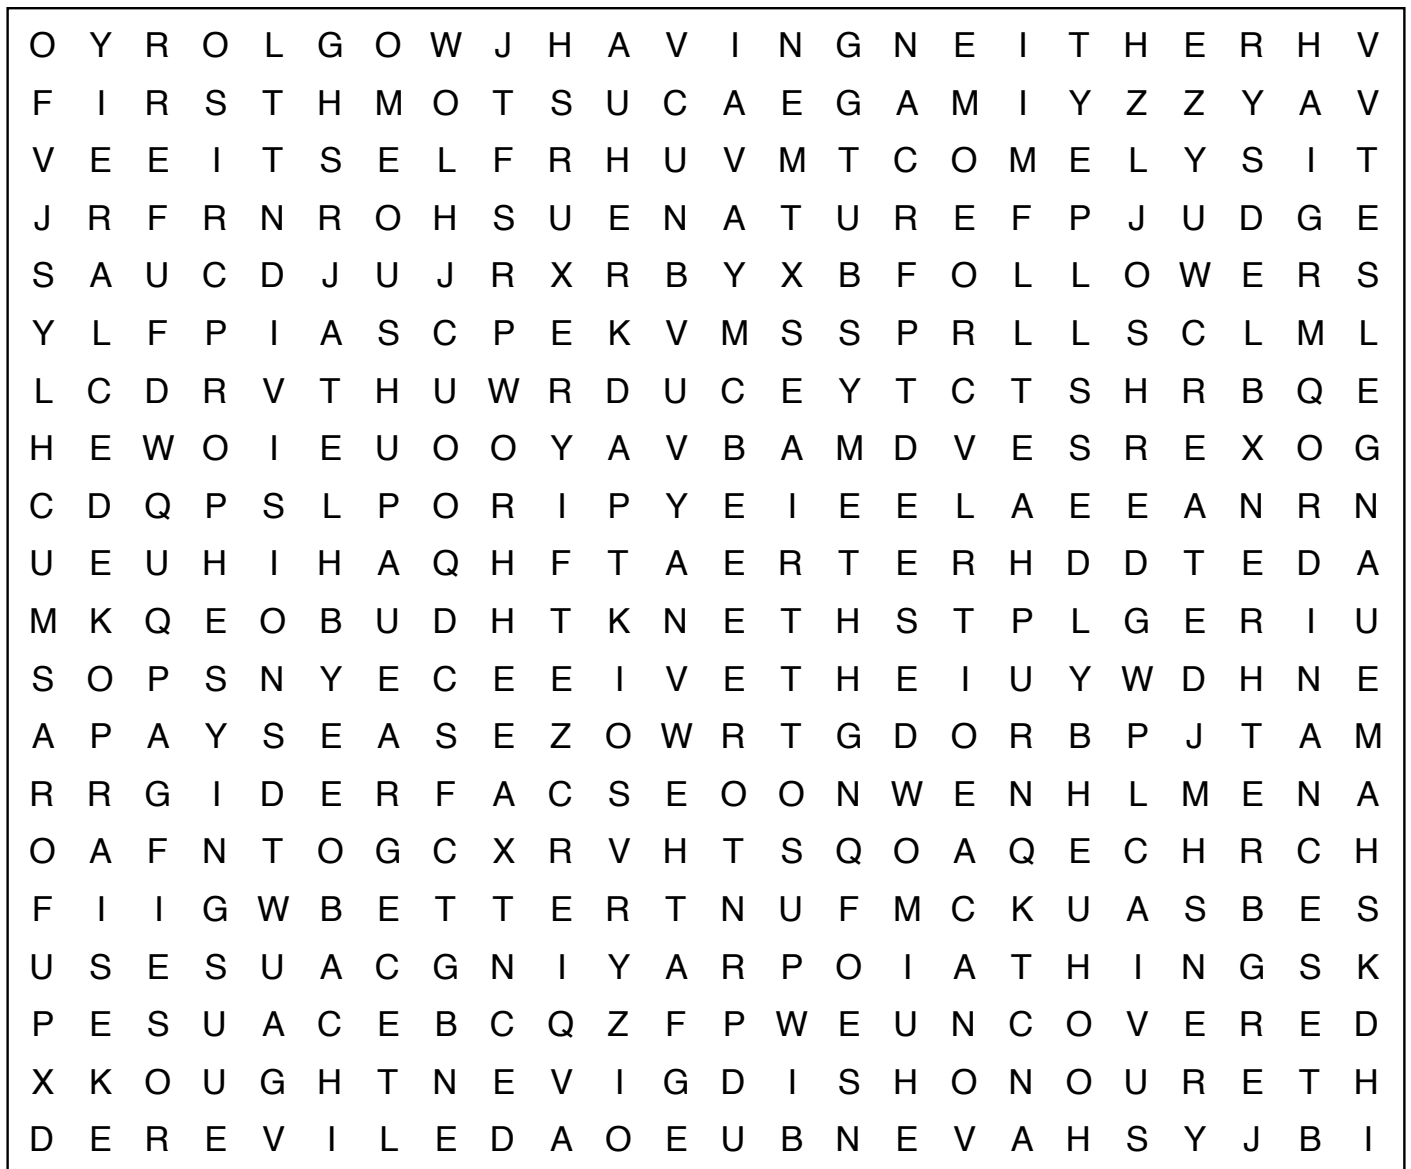 O Y R O L G O W J H A V I N G N E I T H E R H V
F I R S T H M O T S U C A E G A M I Y Z Z Y A V
V E E I T S E L F R H U V M T C O M E L Y S I T
J R F R N R O H S U E N A T U R E F P J U D G E
S A U C D J U J R X R B Y X B F O L L O W E R S
Y L F P I A S C P E K V M S S P R L L S C L M L
L C D R V T H U W R D U C E Y T C T S H R B Q E
H E W O I E U O O Y A V B A M D V E S R E X O G
C D Q P S L P O R I P Y E I E E L A E E A N R N
U E U H I H A Q H F T A E R T E R H D D T E D A
M K Q E O B U D H T K N E T H S T P L G E R I U
S O P S N Y E C E E I V E T H E I U Y W D H N E
A P A Y S E A S E Z O W R T G D O R B P J T A M
R R G I D E R F A C S E O O N W E N H L M E N A
O A F N T O G C X R V H T S Q O A Q E C H R C H
F I I G W B E T T E R T N U F M C K U A S B E S
U S E S U A C G N I Y A R P O I A T H I N G S K
P E S U A C E B C Q Z F P W E U N C O V E R E D
X K O U G H T N E V I G D I S H O N O U R E T H
D E R E V I L E D A O E U B N E V A H S Y J B I